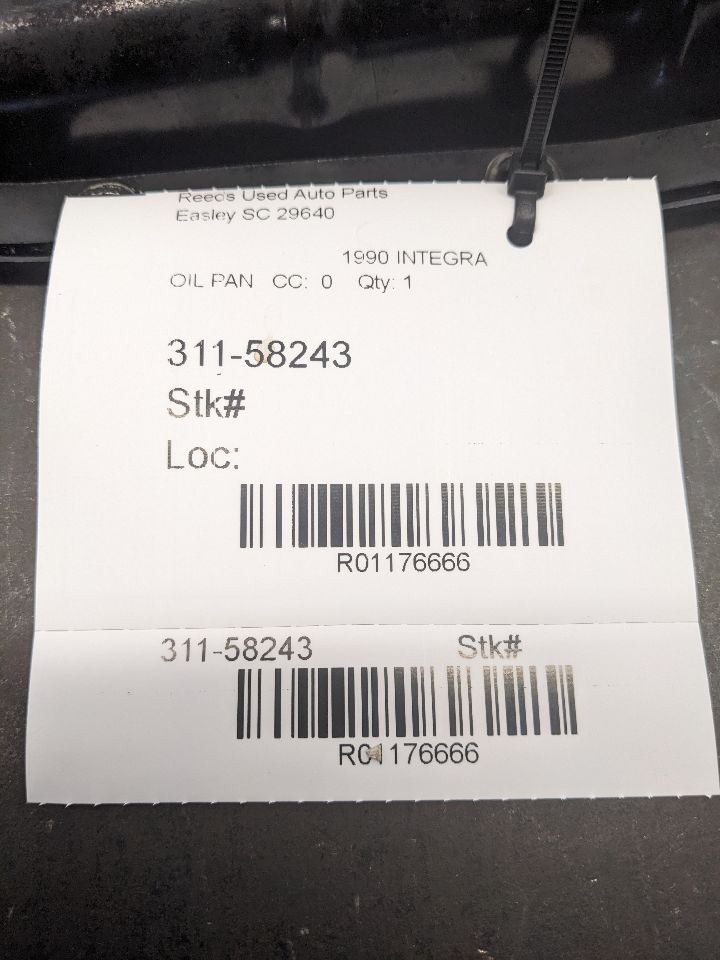 Reeds Used Auto Parts
Easley SC 29640
1990 INTEGRA
OIL PAN CC: 0 Qty: 1
311-58243
Stk#
Loc:
R01176666
311-58243 Stk#
R01176666